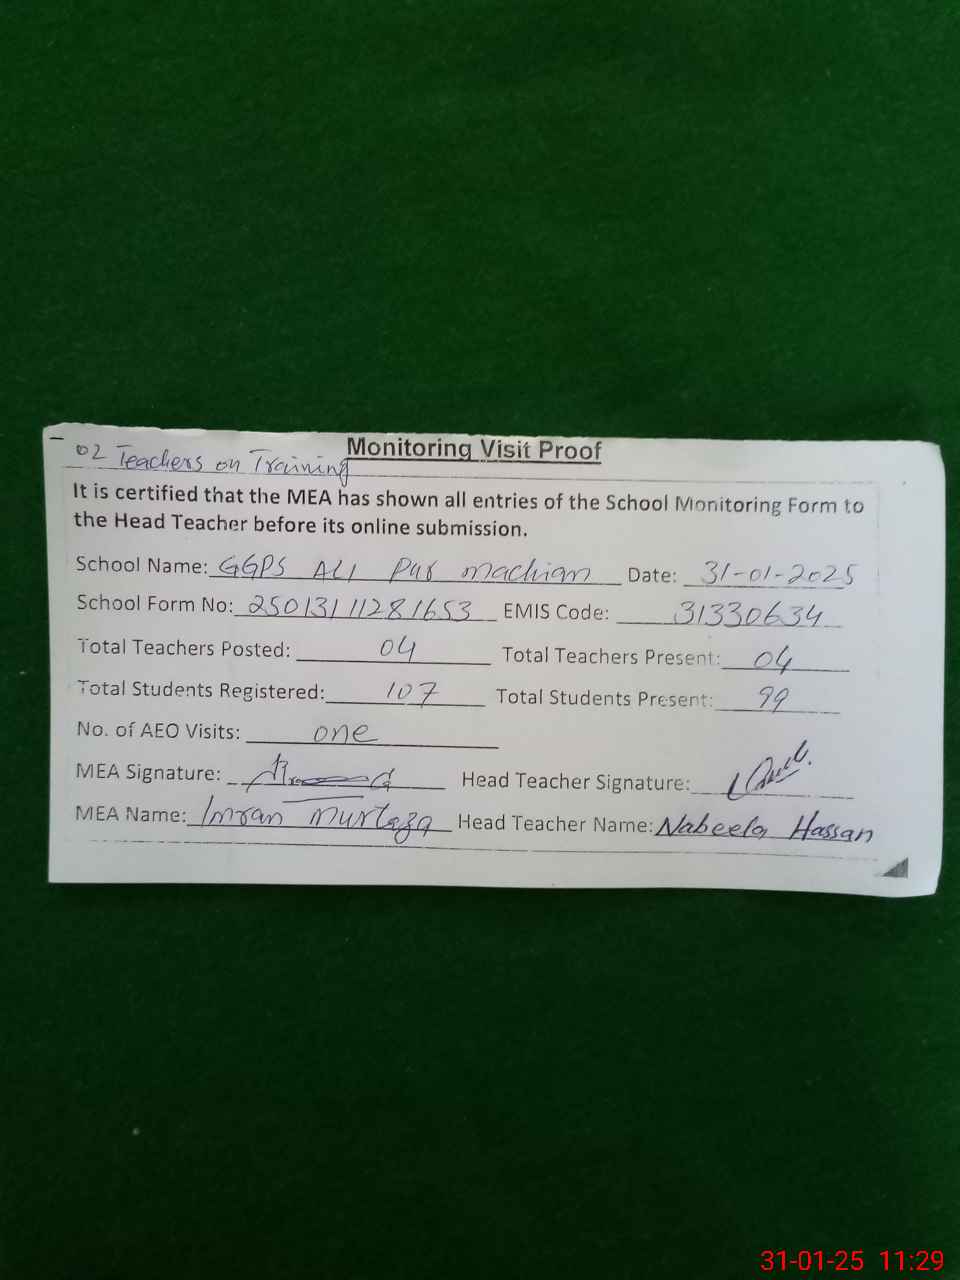 Monitoring Visit Proof
02 Teachers on Training
It is certified that the MEA has shown all entries of the School Monitoring Form to
the Head Teacher before its online submission.
School Name: GGPS ALI Pur machian Date: 31-01-2025
School Form No: 25013111281653 EMIS Code: 31330634
Total Teachers Posted: 04 Total Teachers Present: 04
Total Students Registered: 107 Total Students Present: 99
No. of AEO Visits: one
MEA Signature: Head Teacher Signature:
MEA Name: Imran Murtaza Head Teacher Name: Nabeela Hassan
31-01-25 11:29